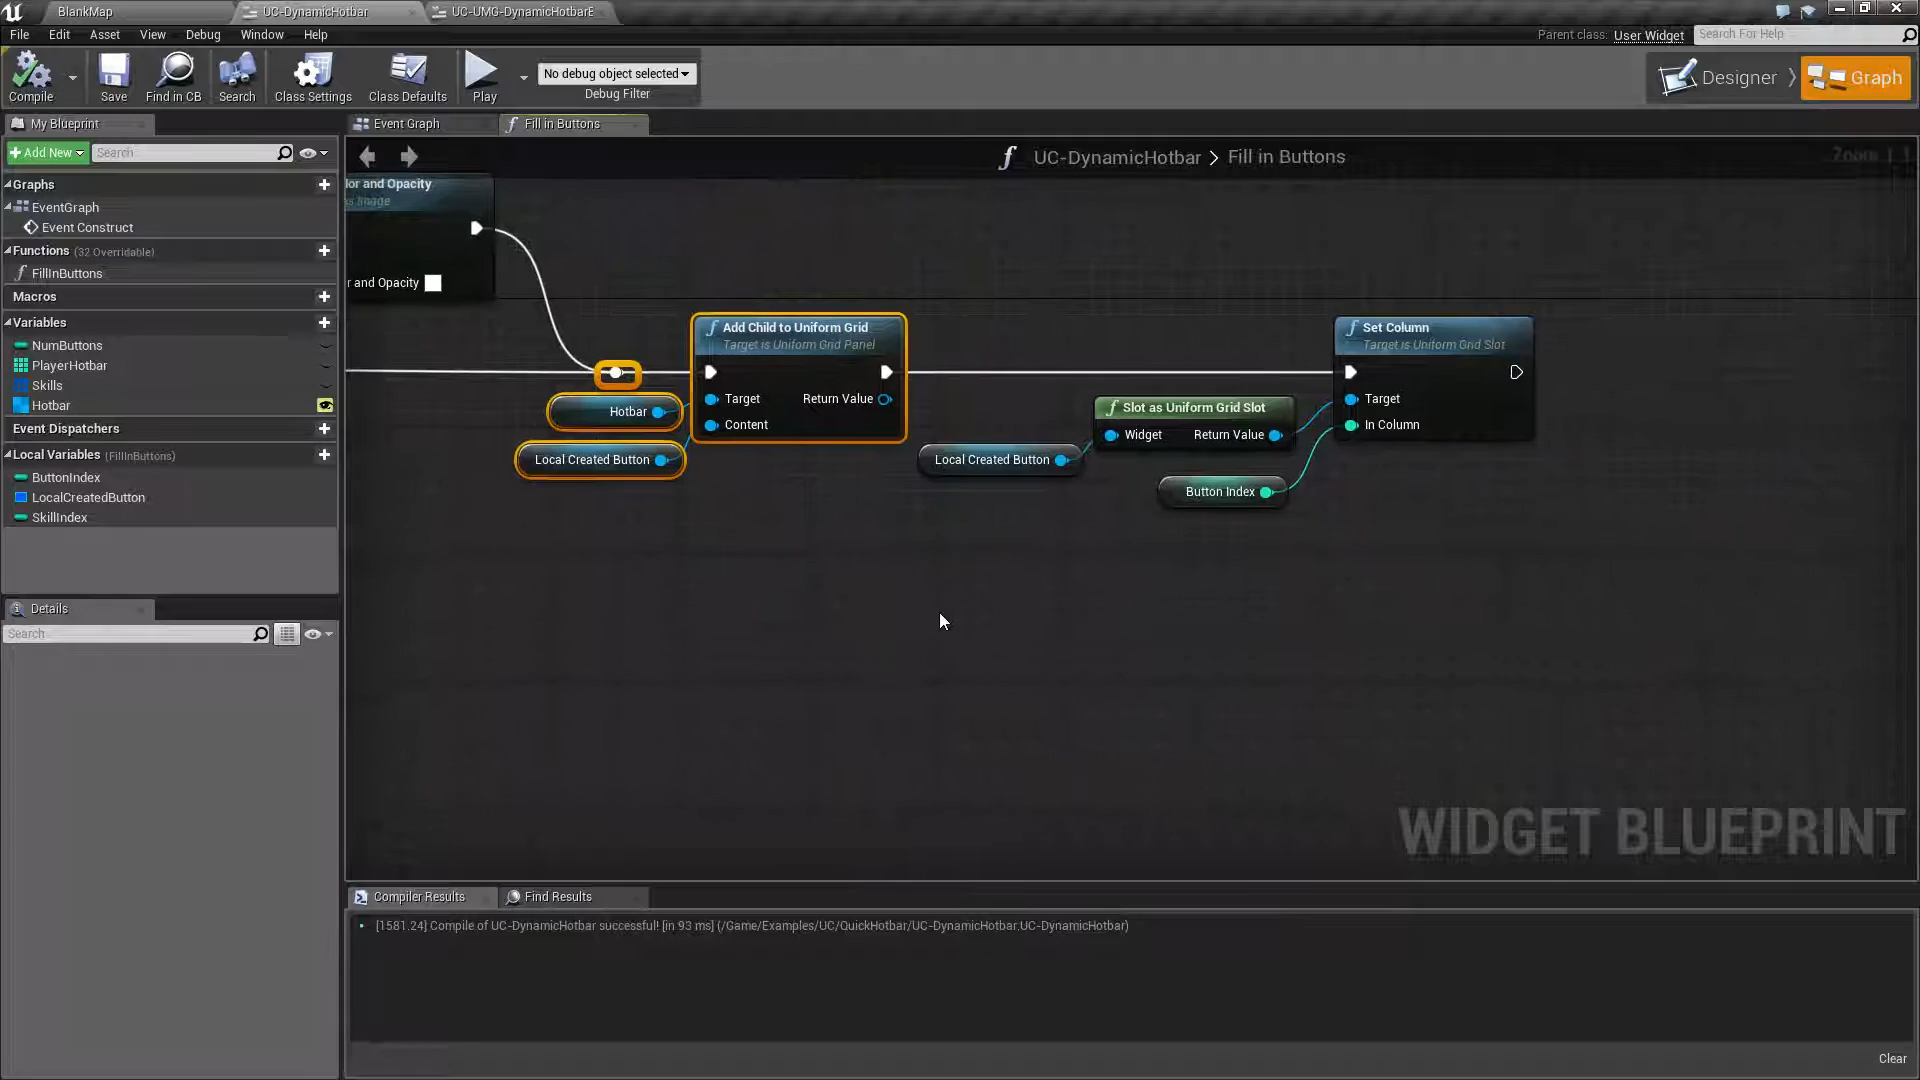 BlankMap
UC-DynamicHotbar
UC-UMG-DynamicHotbarE
File Edit Asset View Debug Window Help
Parent class: User Widget
Search For Help
Compile
Save
Find in CB
Search
Class Settings
Class Defaults
Play
No debug object selected
Debug Filter
Designer
Graph
My Blueprint
Event Graph
Fill in Buttons
Add New
Search
UC-DynamicHotbar > Fill in Buttons
Graphs
EventGraph
Event Construct
Functions (32 Overridable)
FillInButtons
Macros
Variables
NumButtons
PlayerHotbar
Skills
Hotbar
Event Dispatchers
Local Variables (FillInButtons)
ButtonIndex
LocalCreatedButton
SkillIndex
Details
Search
lor and Opacity
is Image
r and Opacity
Add Child to Uniform Grid
Target is Uniform Grid Panel
Target
Return Value
Content
Hotbar
Local Created Button
Local Created Button
Slot as Uniform Grid Slot
Widget
Return Value
Button Index
Set Column
Target is Uniform Grid Slot
Target
In Column
WIDGET BLUEPRINT
Compiler Results
Find Results
[1581.24] Compile of UC-DynamicHotbar successful! [in 93 ms] (/Game/Examples/UC/QuickHotbar/UC-DynamicHotbar.UC-DynamicHotbar)
Clear